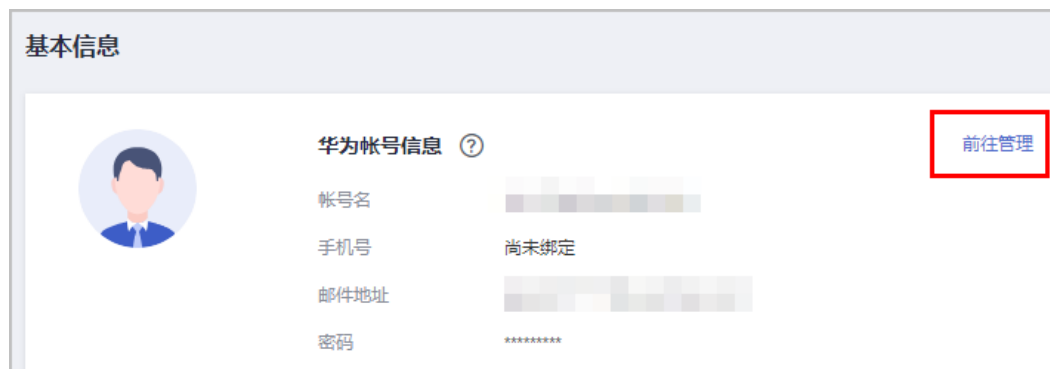 基本信息
华为帐号信息 ?
前往管理
帐号名
手机号 尚未绑定
邮件地址
密码 *********